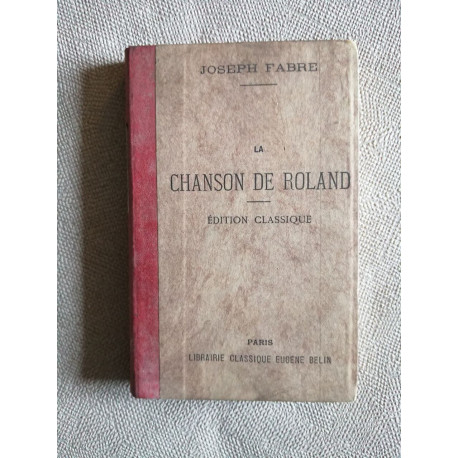 JOSEPH FABRE
LA
CHANSON DE ROLAND
ÉDITION CLASSIQUE
PARIS
LIBRAIRIE CLASSIQUE EUGÈNE BELIN